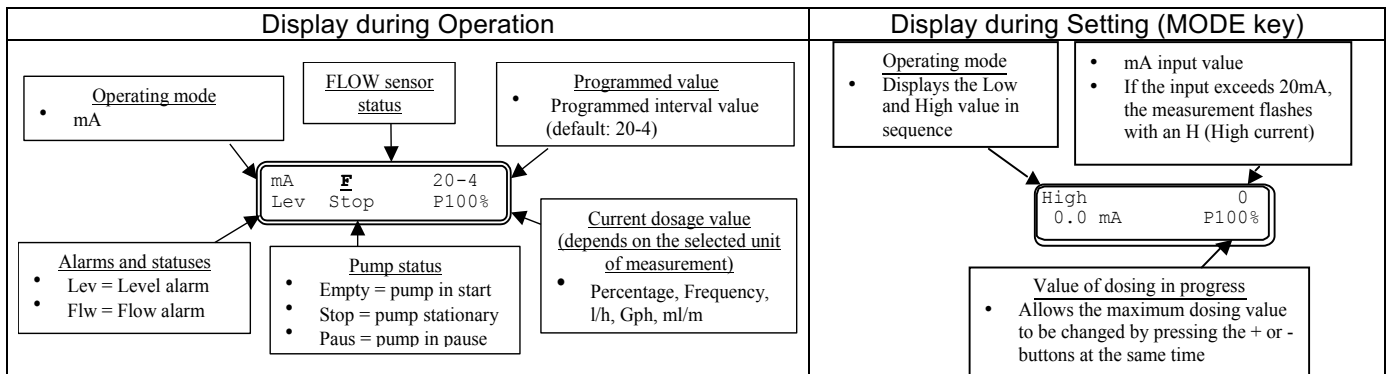 Display during Operation
Operating mode
• mA
FLOW sensor
status
Programmed value
• Programmed interval value
(default: 20-4)
mA F 20-4
Lev Stop P100%
Alarms and statuses
• Lev = Level alarm
• Flw = Flow alarm
Pump status
• Empty = pump in start
• Stop = pump stationary
• Paus = pump in pause
Current dosage value
(depends on the selected unit
of measurement)
• Percentage, Frequency,
l/h, Gph, ml/m
Display during Setting (MODE key)
Operating mode
• Displays the Low
and High value in
sequence
• mA input value
• If the input exceeds 20mA,
the measurement flashes
with an H (High current)
High 0
0.0 mA P100%
Value of dosing in progress
• Allows the maximum dosing value
to be changed by pressing the + or -
buttons at the same time